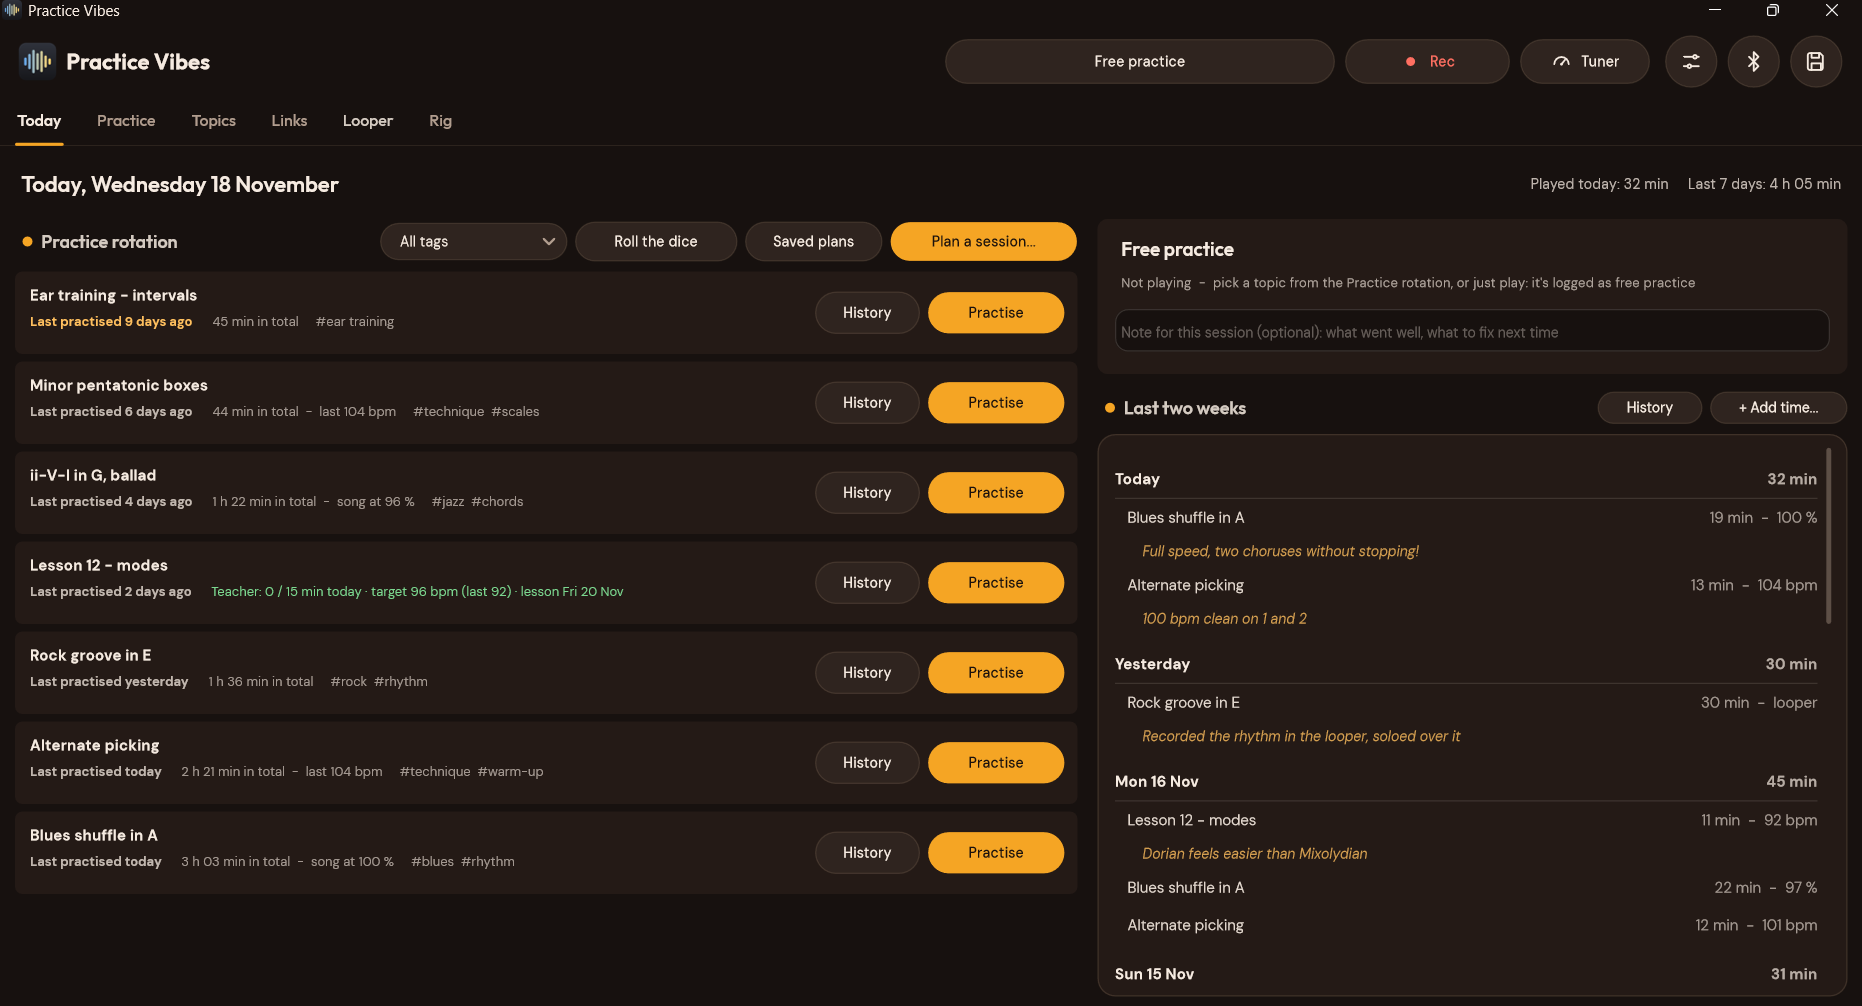 Practice Vibes
Practice Vibes
Free practice
Rec
Tuner
Today Practice Topics Links Looper Rig
Today, Wednesday 18 November
Played today: 32 min Last 7 days: 4 h 05 min
Practice rotation
All tags
Roll the dice
Saved plans
Plan a session...
Ear training - intervals
Last practised 9 days ago 45 min in total #ear training
History
Practise
Minor pentatonic boxes
Last practised 6 days ago 44 min in total - last 104 bpm #technique #scales
History
Practise
ii-V-I in G, ballad
Last practised 4 days ago 1 h 22 min in total - song at 96 % #jazz #chords
History
Practise
Lesson 12 - modes
Last practised 2 days ago Teacher: 0 / 15 min today · target 96 bpm (last 92) · lesson Fri 20 Nov
History
Practise
Rock groove in E
Last practised yesterday 1 h 36 min in total #rock #rhythm
History
Practise
Alternate picking
Last practised today 2 h 21 min in total - last 104 bpm #technique #warm-up
History
Practise
Blues shuffle in A
Last practised today 3 h 03 min in total - song at 100 % #blues #rhythm
History
Practise
Free practice
Not playing - pick a topic from the Practice rotation, or just play: it's logged as free practice
Note for this session (optional): what went well, what to fix next time
Last two weeks
History
+ Add time...
Today 32 min
Blues shuffle in A 19 min - 100 %
Full speed, two choruses without stopping!
Alternate picking 13 min - 104 bpm
100 bpm clean on 1 and 2
Yesterday 30 min
Rock groove in E 30 min - looper
Recorded the rhythm in the looper, soloed over it
Mon 16 Nov 45 min
Lesson 12 - modes 11 min - 92 bpm
Dorian feels easier than Mixolydian
Blues shuffle in A 22 min - 97 %
Alternate picking 12 min - 101 bpm
Sun 15 Nov 31 min